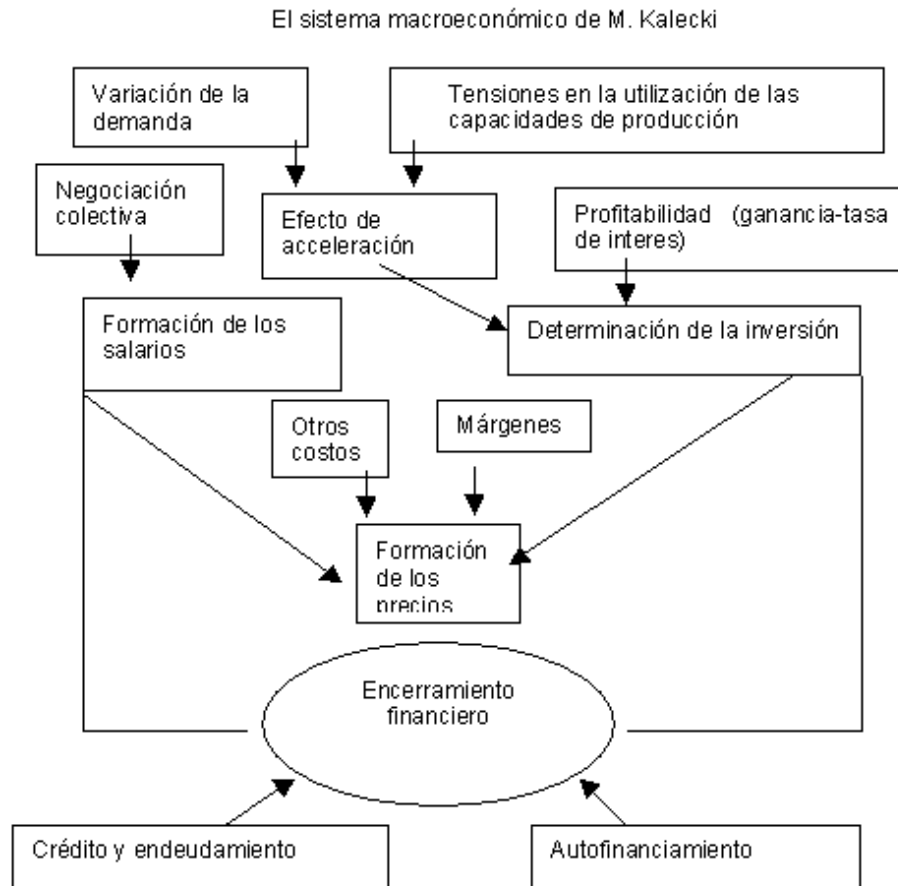 El sistema macroeconómico de M. Kalecki
Variación de la
demanda
Tensiones en la utilización de las
capacidades de producción
Negociación
colectiva
Efecto de
acceleración
Profitabilidad (ganancia-tasa
de interes)
Formación de los
salarios
Determinación de la inversión
Otros
costos
Márgenes
Formación
de los
precios
Encerramiento
financiero
Crédito y endeudamiento
Autofinanciamiento